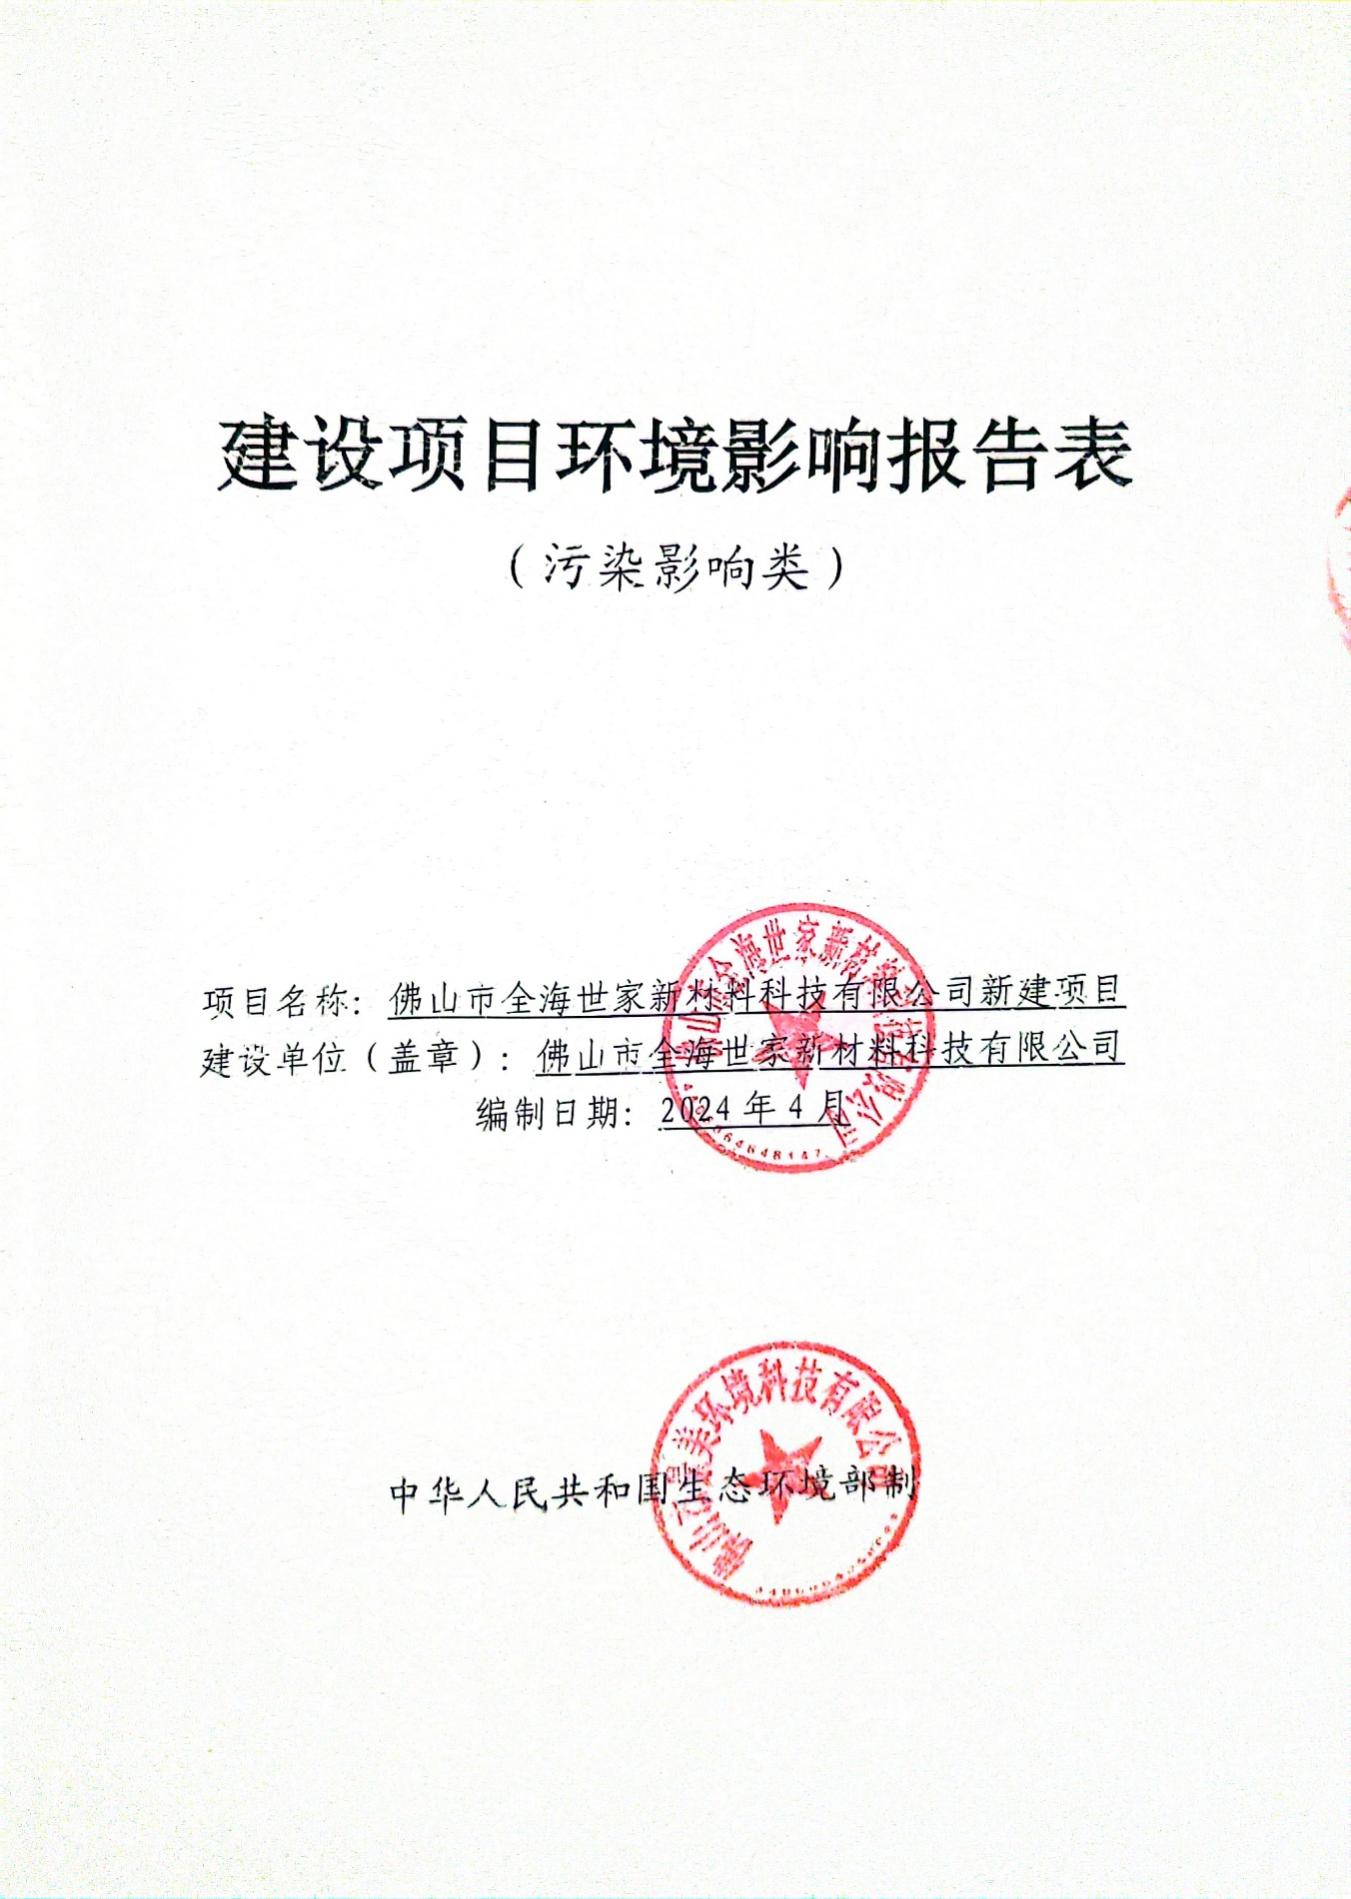 建设项目环境影响报告表
（污染影响类）
项目名称：佛山市全海世家新材料科技有限公司新建项目
建设单位（盖章）：佛山市全海世家新材料科技有限公司
编制日期：2024年4月
中华人民共和国生态环境部制